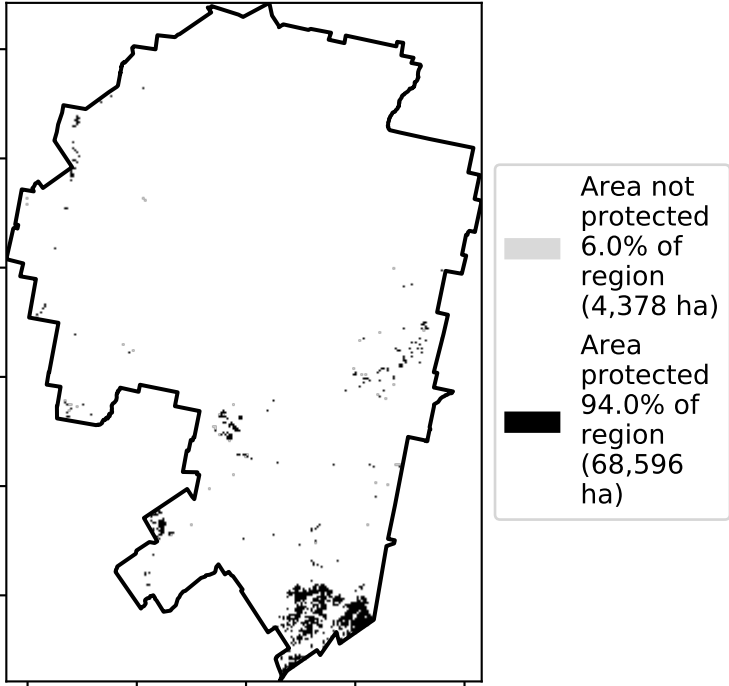 Area not
protected
6.0% of
region
(4,378 ha)
Area
protected
94.0% of
region
(68,596
ha)